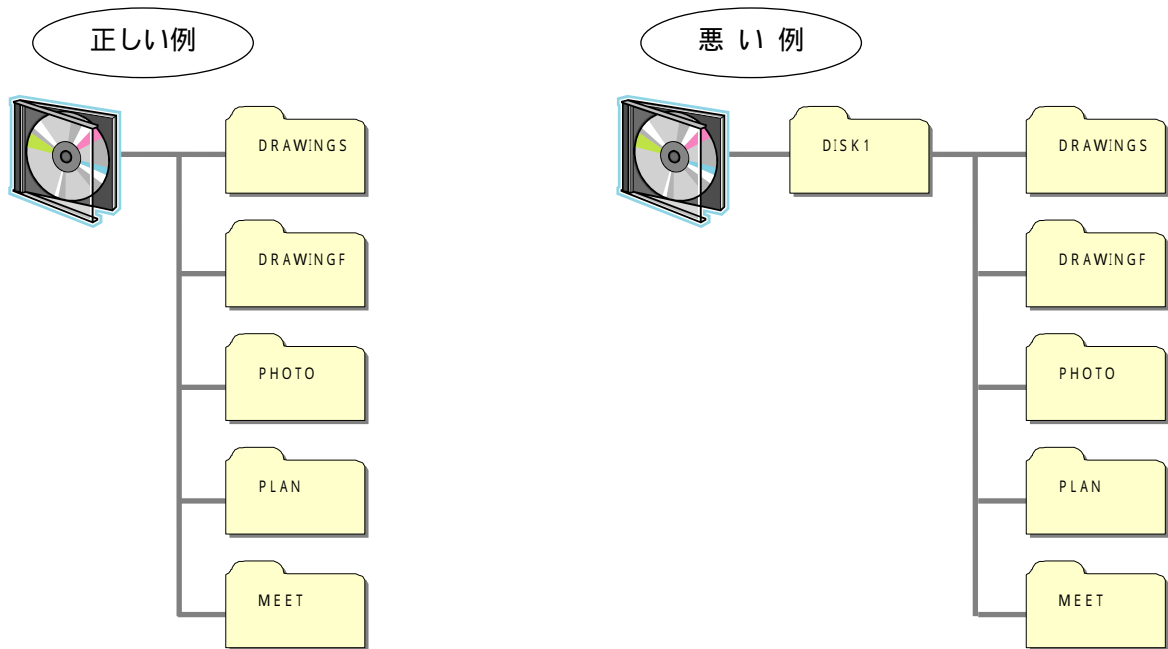 正しい例
DRAWINGS
DRAWINGF
PHOTO
PLAN
MEET
悪い例
DISK1
DRAWINGS
DRAWINGF
PHOTO
PLAN
MEET